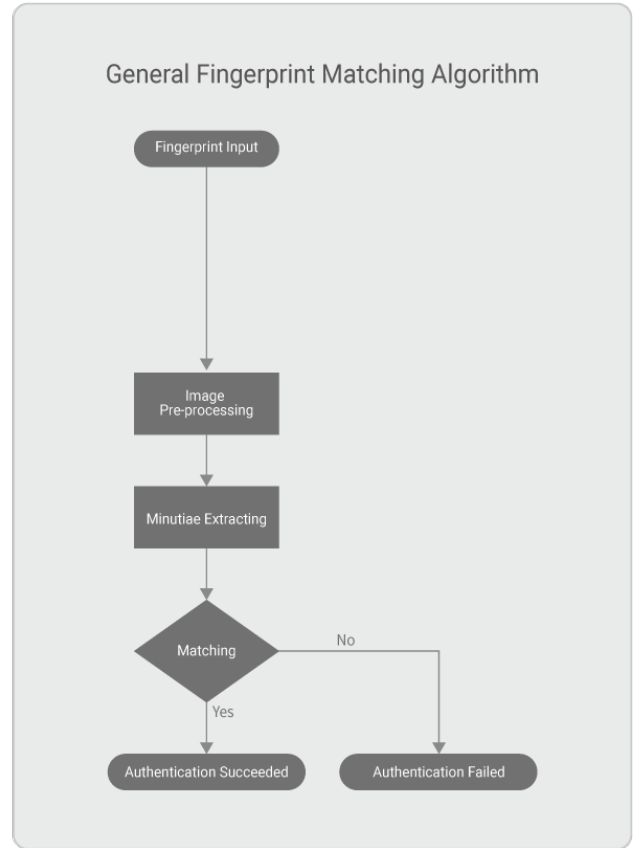 General Fingerprint Matching Algorithm
Fingerprint Input
Image
Pre-processing
Minutiae Extracting
Matching
No
Yes
Authentication Succeeded
Authentication Failed